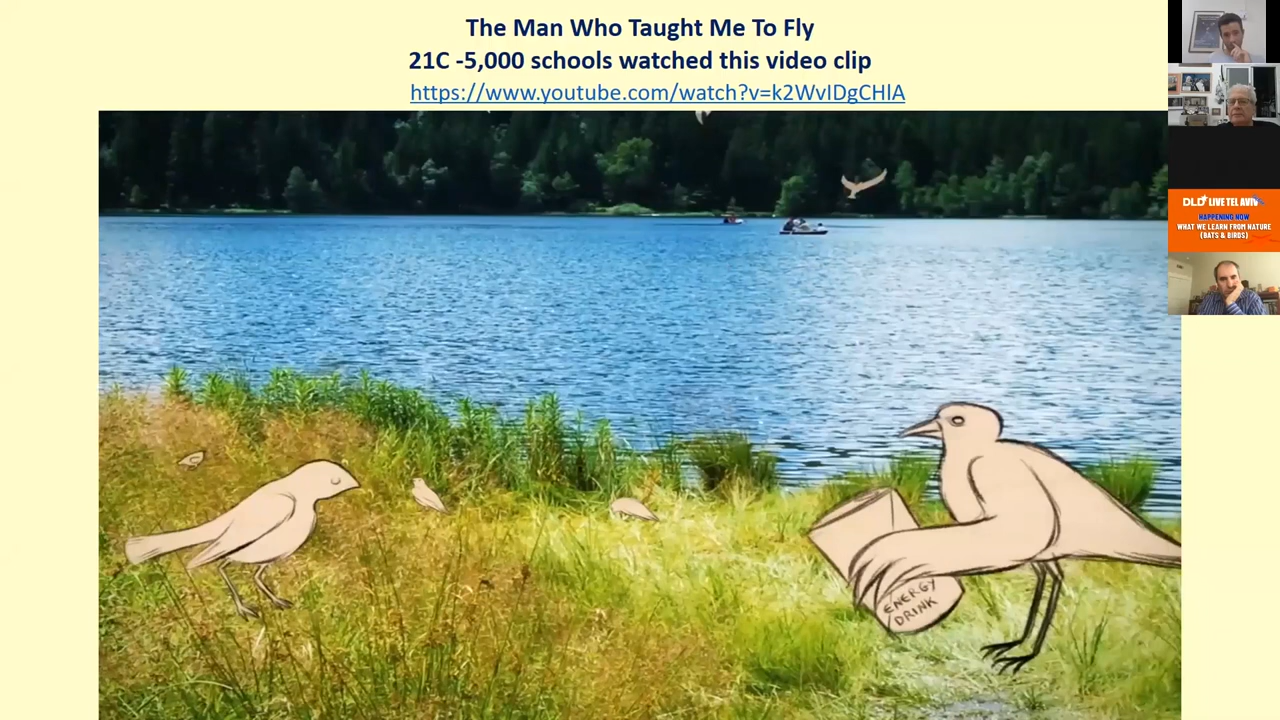 The Man Who Taught Me To Fly
21C -5,000 schools watched this video clip
https://www.youtube.com/watch?v=k2WvIDgCHlA
ENERGY
DRINK
DLD LIVE TEL AVIV
HAPPENING NOW
WHAT WE LEARN FROM NATURE
(BATS & BIRDS)